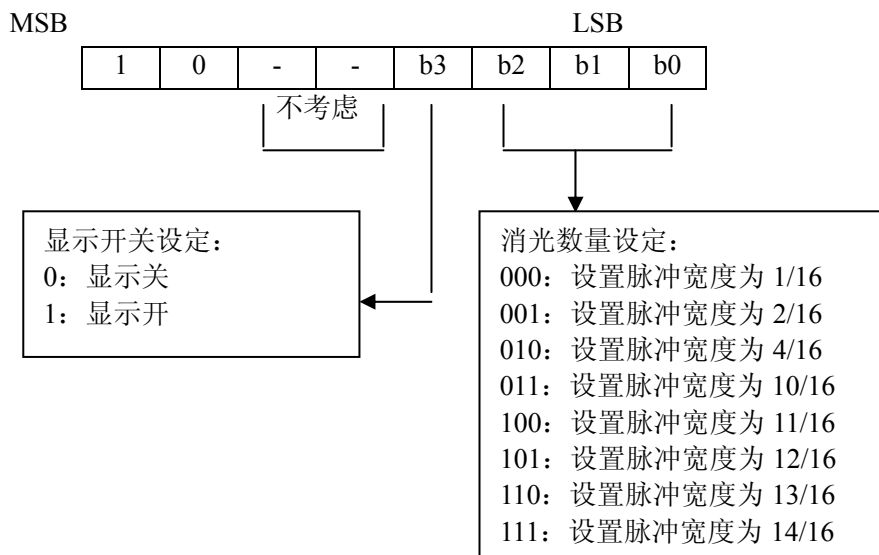 MSB LSB
1 0 - - b3 b2 b1 b0
不考虑
显示开关设定：
0：显示关
1：显示开
消光数量设定：
000：设置脉冲宽度为 1/16
001：设置脉冲宽度为 2/16
010：设置脉冲宽度为 4/16
011：设置脉冲宽度为 10/16
100：设置脉冲宽度为 11/16
101：设置脉冲宽度为 12/16
110：设置脉冲宽度为 13/16
111：设置脉冲宽度为 14/16